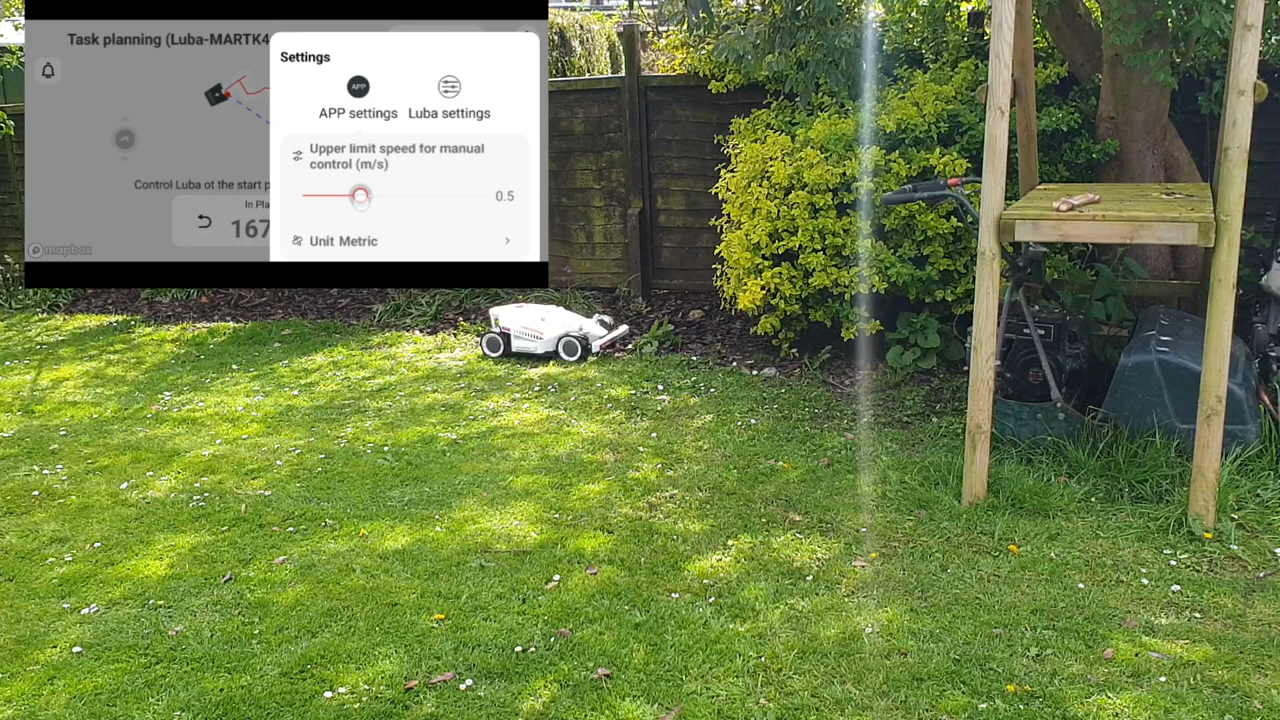 Task planning (Luba-MARTK4
Settings
APP
APP settings
Luba settings
Upper limit speed for manual
control (m/s)
0.5
Control Luba ot the start p
In Pla
167
Unit Metric
mapbox